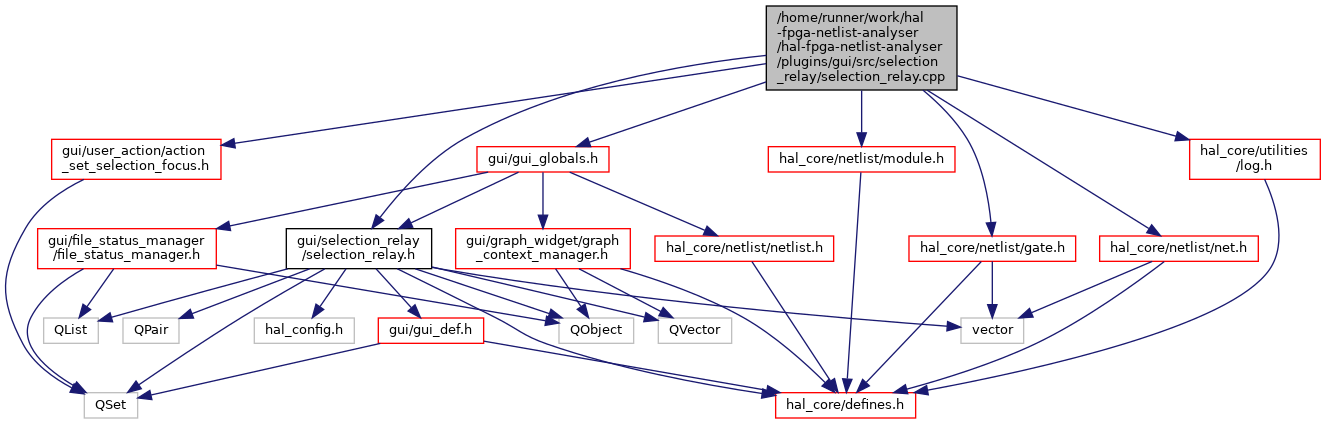 /home/runner/work/hal
-fpga-netlist-analyser
/hal-fpga-netlist-analyser
/plugins/gui/src/selection
_relay/selection_relay.cpp
gui/user_action/action
_set_selection_focus.h
gui/gui_globals.h
hal_core/netlist/module.h
hal_core/utilities
/log.h
gui/file_status_manager
/file_status_manager.h
gui/selection_relay
/selection_relay.h
gui/graph_widget/graph
_context_manager.h
hal_core/netlist/netlist.h
hal_core/netlist/gate.h
hal_core/netlist/net.h
QList
QPair
hal_config.h
gui/gui_def.h
QObject
QVector
vector
QSet
hal_core/defines.h